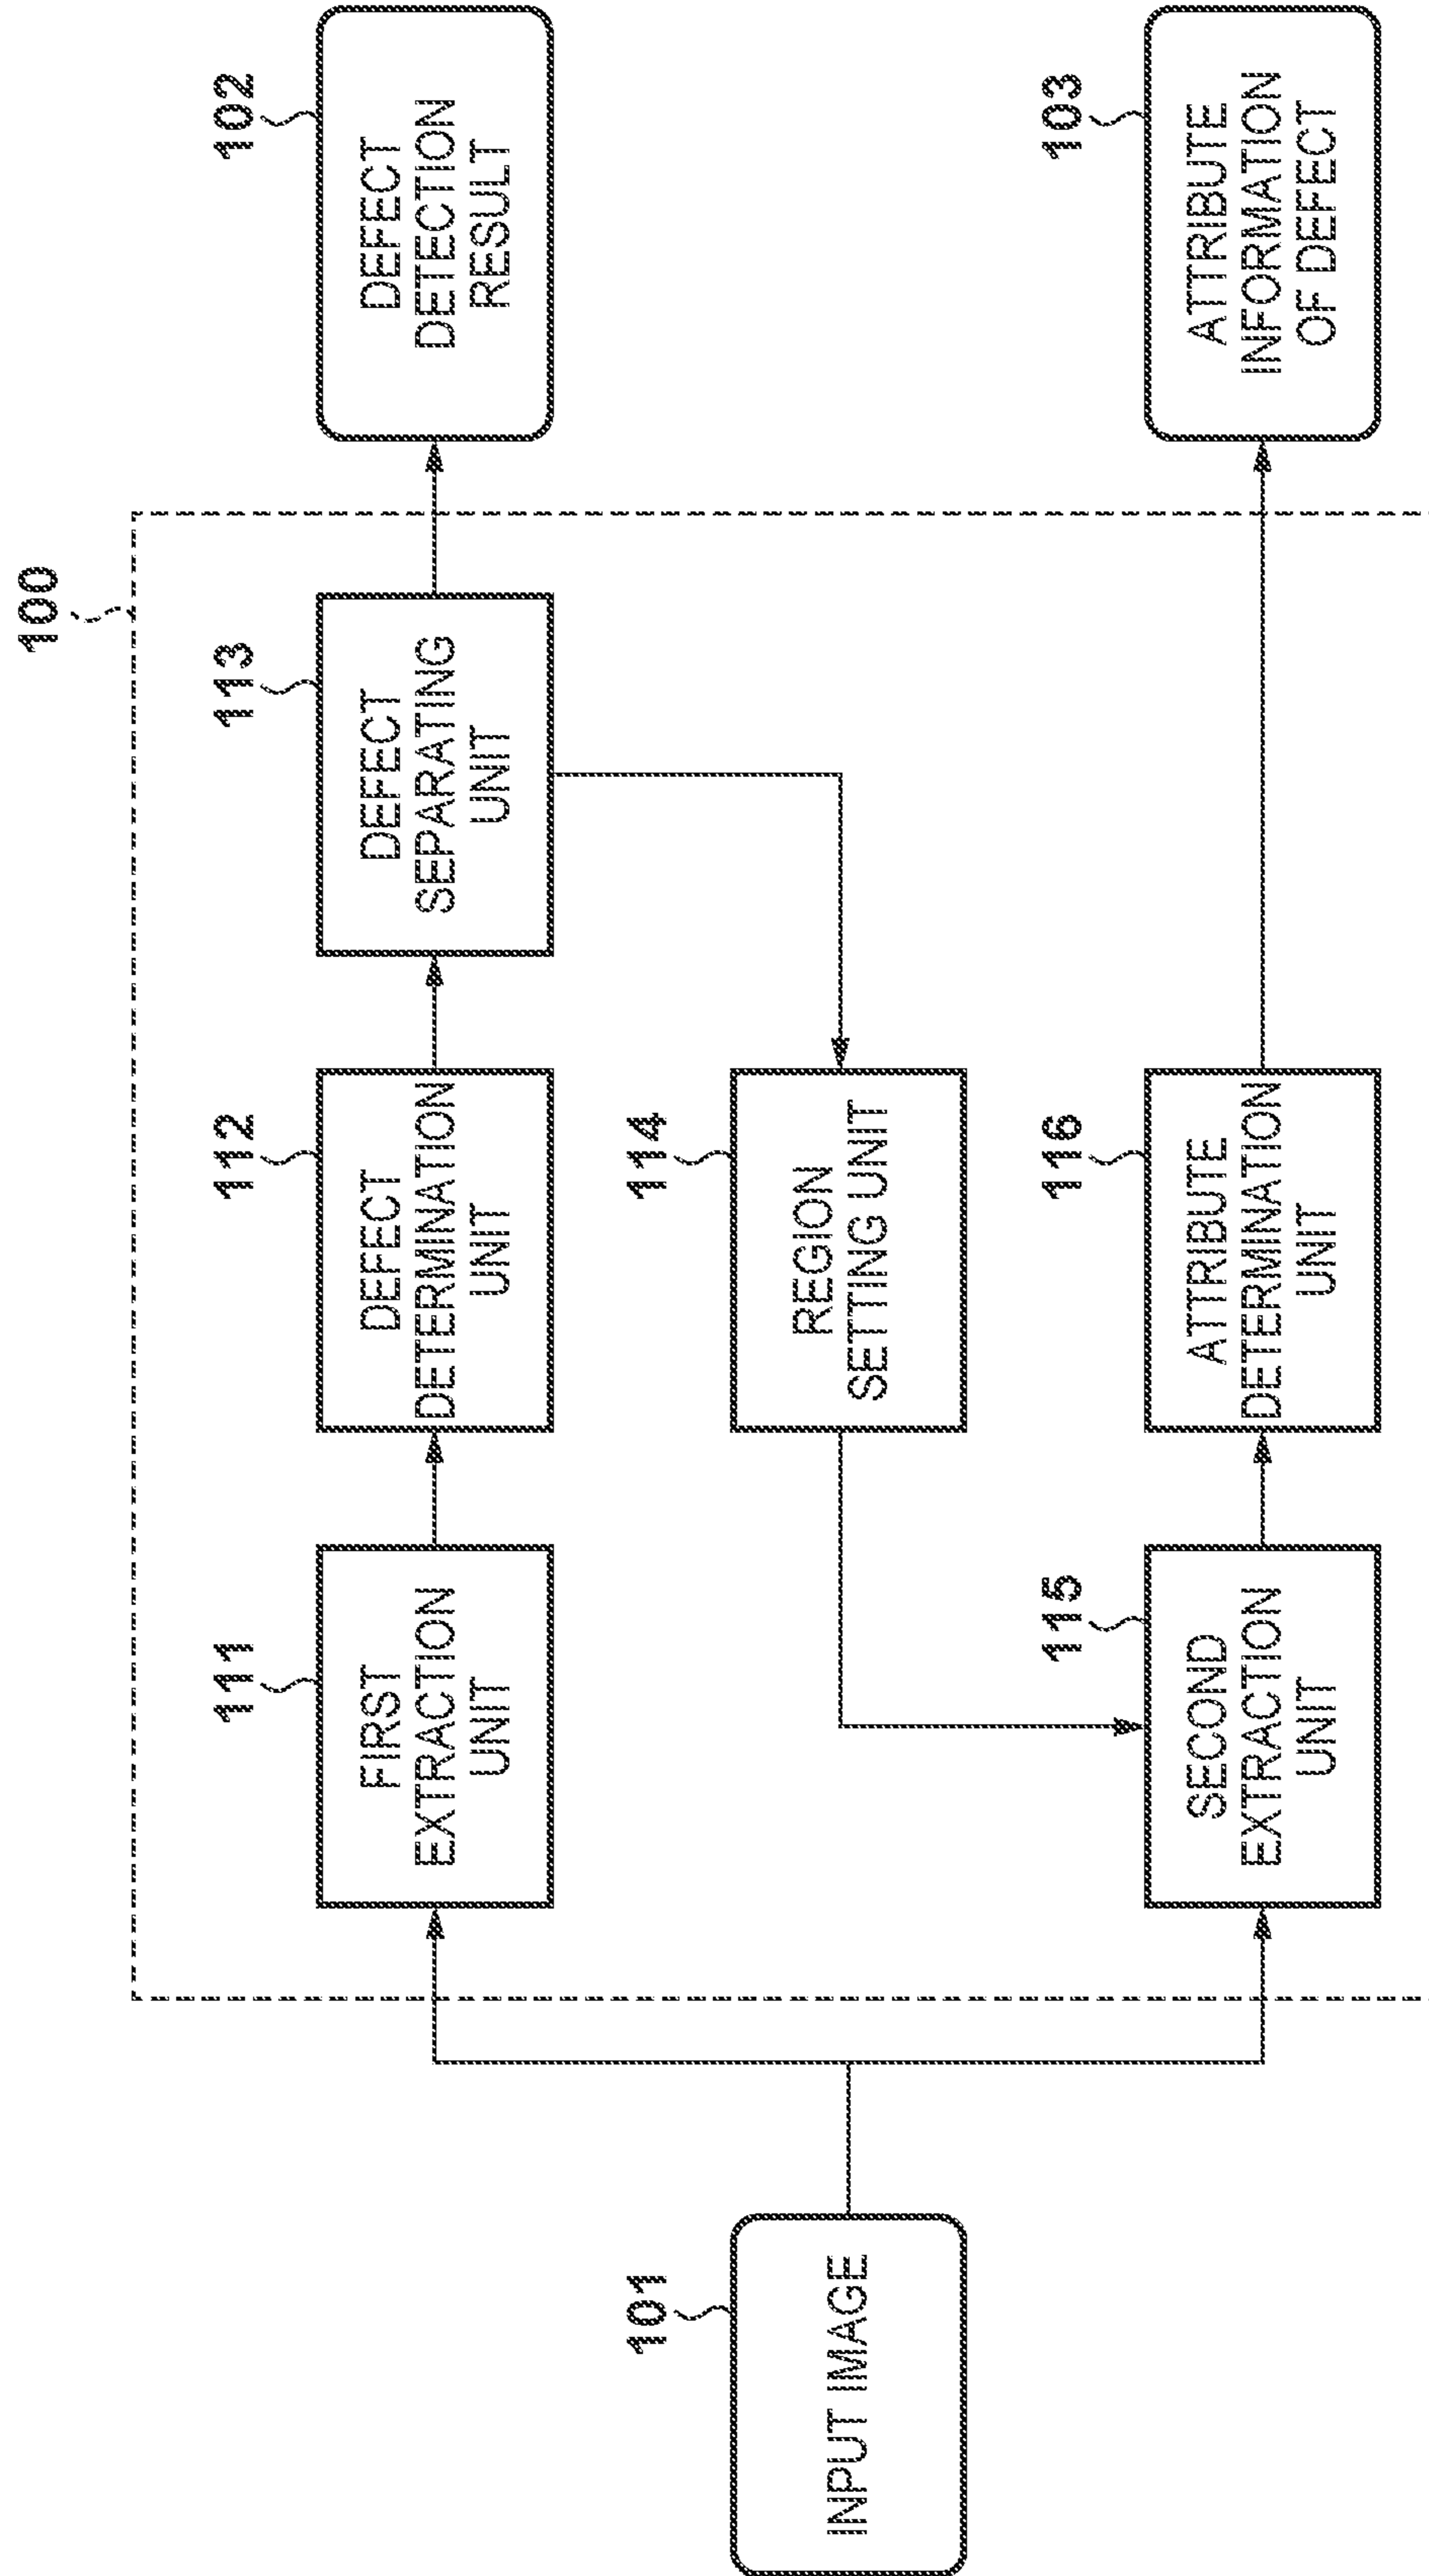 100
101
INPUT IMAGE
111
FIRST
EXTRACTION
UNIT
112
DEFECT
DETERMINATION
UNIT
113
DEFECT
SEPARATING
UNIT
102
DEFECT
DETECTION
RESULT
114
REGION
SETTING UNIT
115
SECOND
EXTRACTION
UNIT
116
ATTRIBUTE
DETERMINATION
UNIT
103
ATTRIBUTE
INFORMATION
OF DEFECT